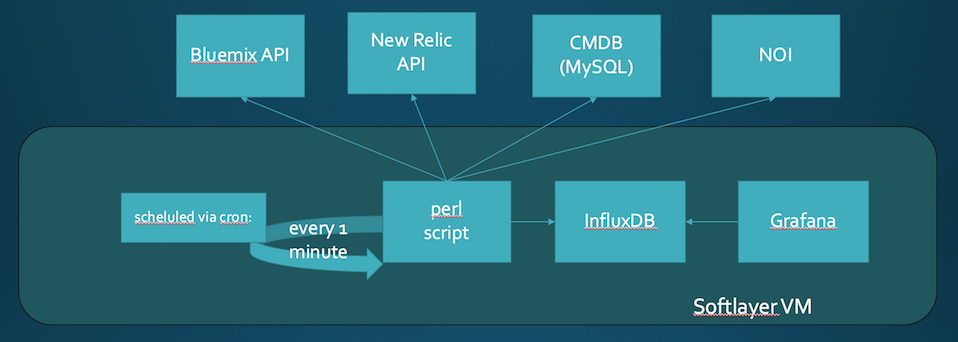 Bluemix API
New Relic
API
CMDB
(MySQL)
NOI
scheluled via cron:
every 1
minute
perl
script
InfluxDB
Grafana
Softlayer VM